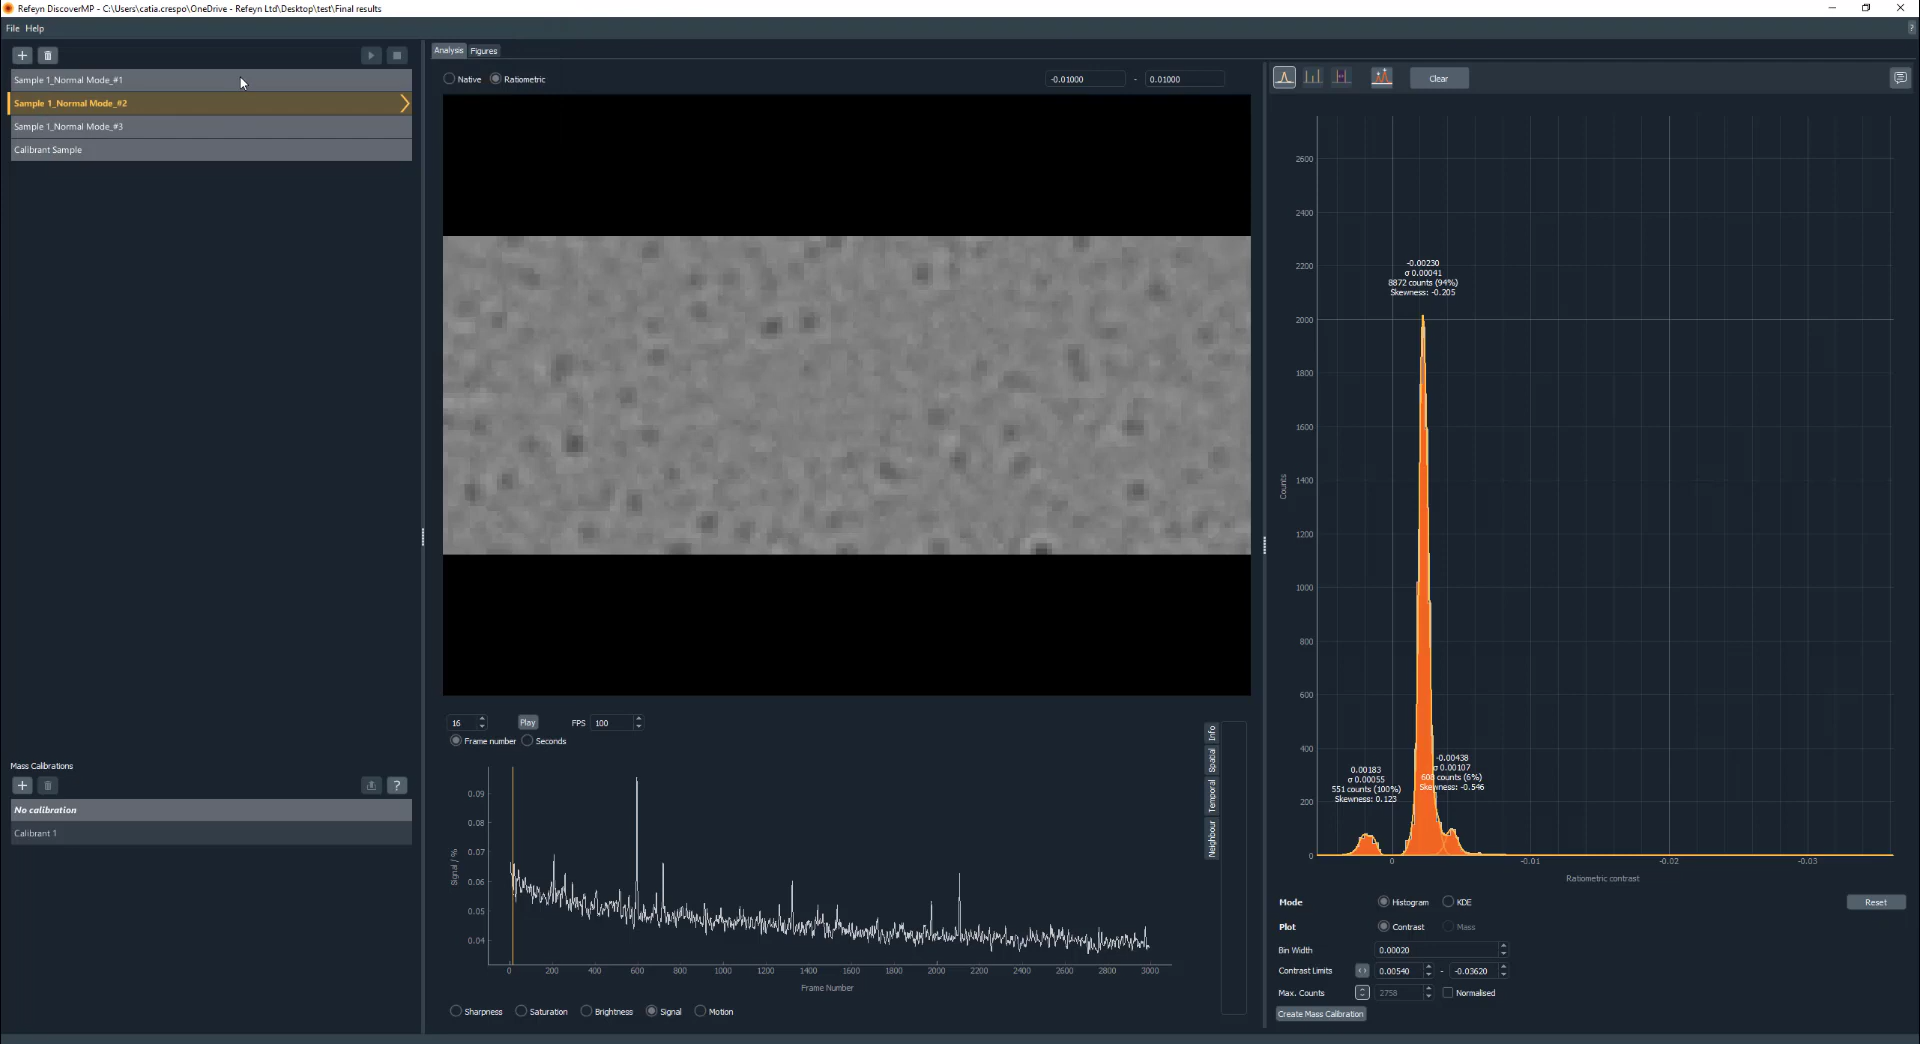 Refeyn DiscoverMP - C:\Users\catia.crespo\OneDrive - Refeyn Ltd\Desktop\test\Final results
File Help
Sample 1_Normal Mode_#1
Sample 1_Normal Mode_#2
Sample 1_Normal Mode_#3
Calibrant Sample
Mass Calibrations
?
No calibration
Calibrant 1
Analysis Figures
Native Ratiometric -0.01000 - 0.01000
16 Play FPS 100
Frame number Seconds
Info
Spatial
Temporal
Neighbour
0.09
0.08
0.07
0.06
0.05
0.04
Signal / %
0 200 400 600 800 1000 1200 1400 1600 1800 2000 2200 2400 2600 2800 3000
Frame Number
Sharpness Saturation Brightness Signal Motion
Clear
2600
2400
2200
2000
1800
1600
1400
1200
1000
800
600
400
200
0
Counts
-0.00230
σ 0.00041
8872 counts (94%)
Skewness: -0.205
0.00183
σ 0.00055
551 counts (100%)
Skewness: 0.123
-0.00438
σ 0.00107
counts (6%)
Skewness: -0.546
0 -0.01 -0.02 -0.03
Ratiometric contrast
Mode Histogram KDE Reset
Plot Contrast Mass
Bin Width 0.00020
Contrast Limits 0.00540 - -0.03620
Max. Counts 2758 Normalised
Create Mass Calibration